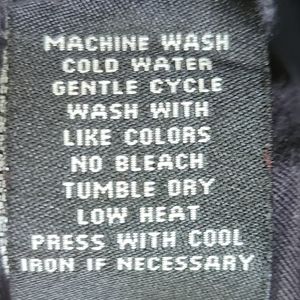 MACHINE WASH
COLD WATER
GENTLE CYCLE
WASH WITH
LIKE COLORS
NO BLEACH
TUMBLE DRY
LOW HEAT
PRESS WITH COOL
IRON IF NECESSARY